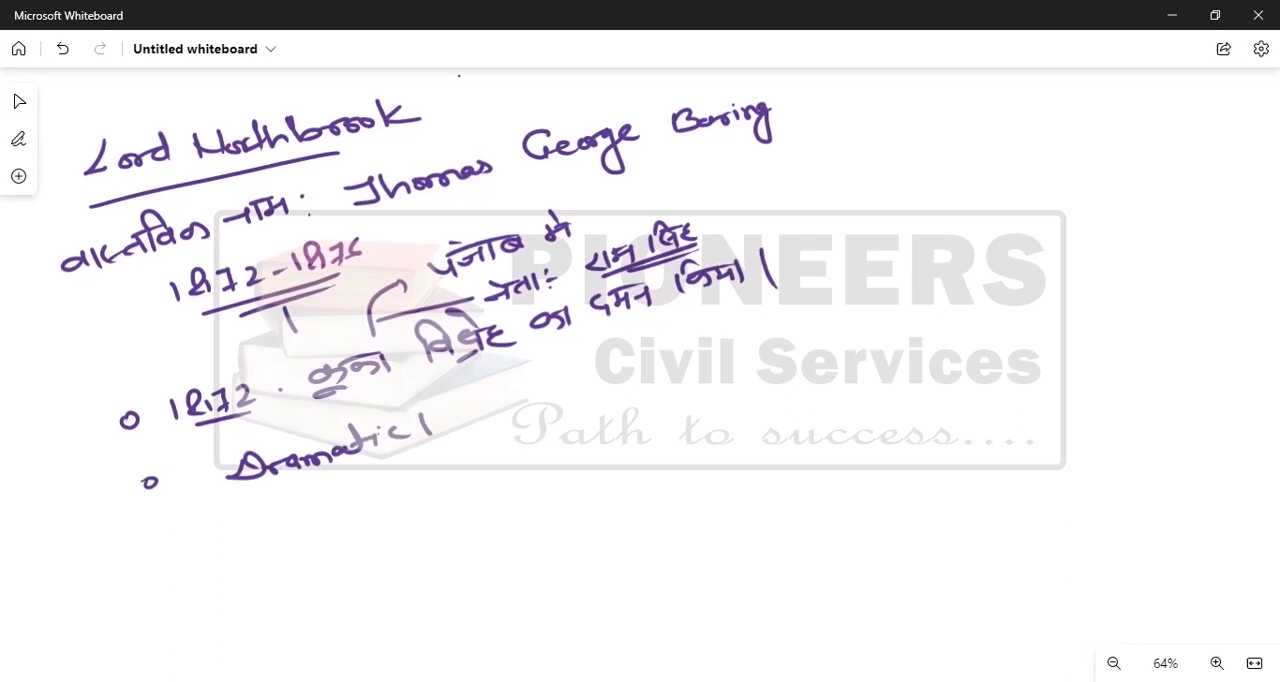 Microsoft Whiteboard
Untitled whiteboard
Lord Northbrook
वास्तविक नाम: Thomas George Baring
1872-1876
पंजाब में
नेता:- राम सिंह
1872. कूका विद्रोह का दमन किया।
Dramatic
PIONEERS
Civil Services
Path to success....
64%